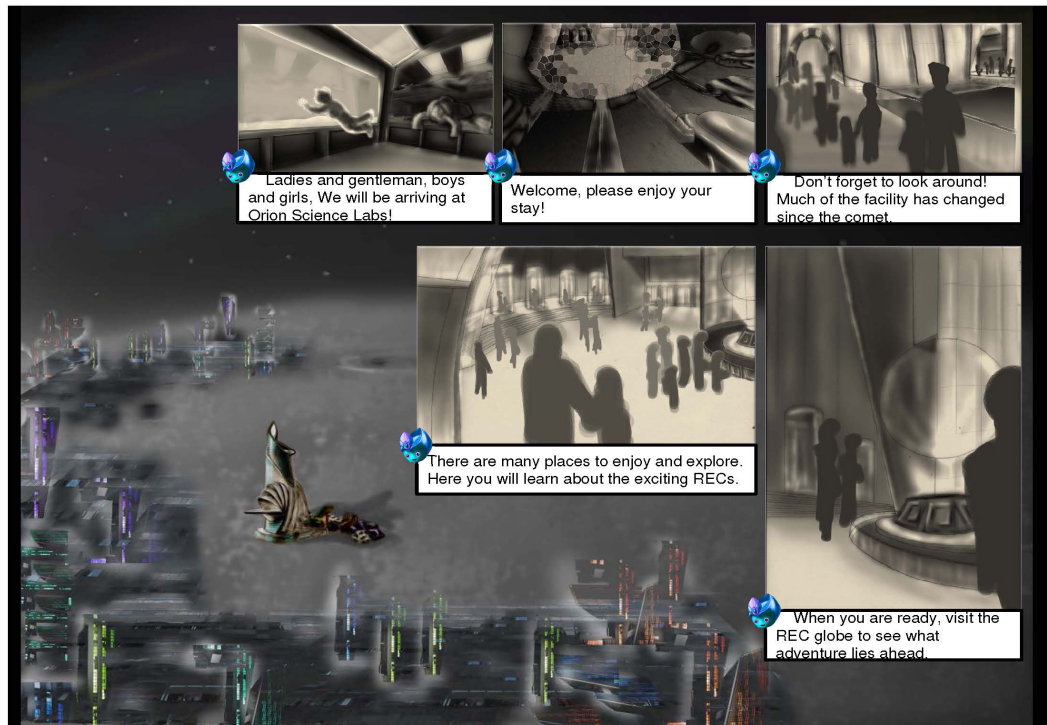 Ladies and gentleman, boys
and girls, We will be arriving at
Orion Science Labs!
Welcome, please enjoy your
stay!
Don't forget to look around!
Much of the facility has changed
since the comet.
There are many places to enjoy and explore.
Here you will learn about the exciting RECs.
When you are ready, visit the
REC globe to see what
adventure lies ahead.